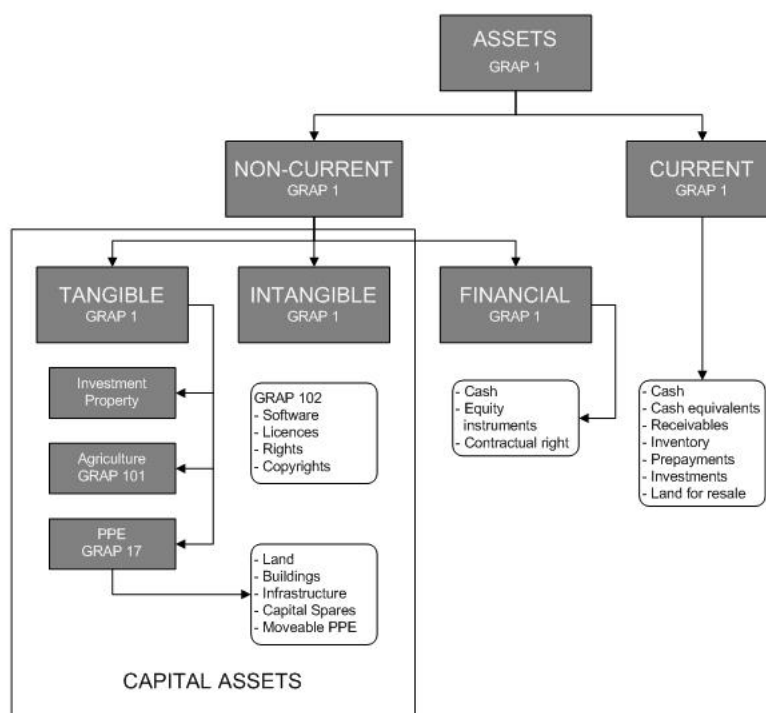 ASSETS
GRAP 1
NON-CURRENT
GRAP 1
CURRENT
GRAP 1
TANGIBLE
GRAP 1
INTANGIBLE
GRAP 1
FINANCIAL
GRAP 1
Investment
Property
Agriculture
GRAP 101
PPE
GRAP 17
GRAP 102
- Software
- Licences
- Rights
- Copyrights
- Cash
- Equity
instruments
- Contractual right
- Cash
- Cash equivalents
- Receivables
- Inventory
- Prepayments
- Investments
- Land for resale
- Land
- Buildings
- Infrastructure
- Capital Spares
- Moveable PPE
CAPITAL ASSETS